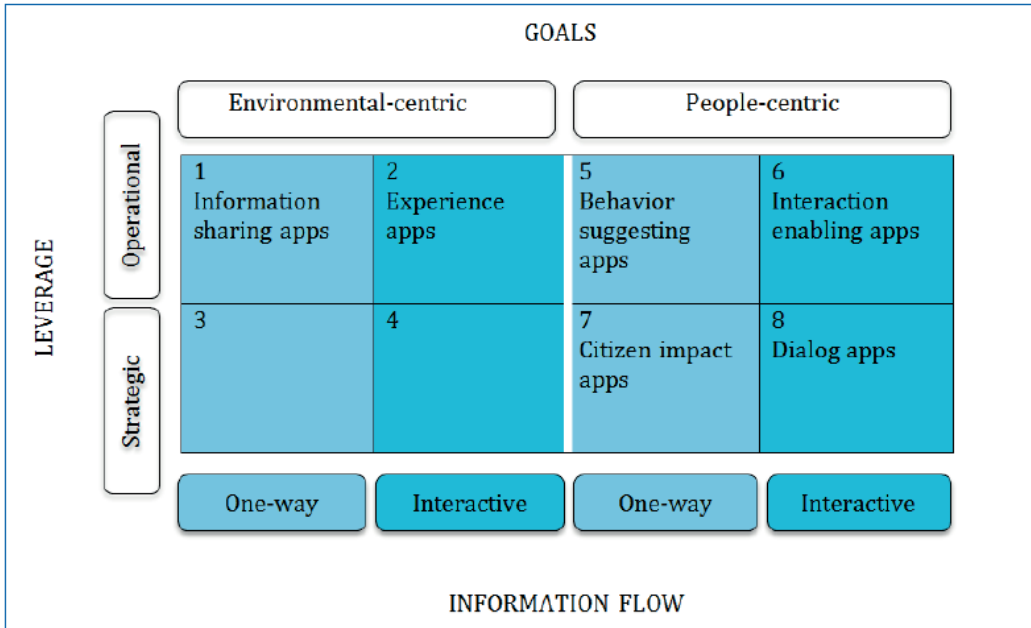 GOALS
Environmental-centric
People-centric
LEVERAGE
Operational
Strategic
1
Information
sharing apps
2
Experience
apps
5
Behavior
suggesting
apps
6
Interaction
enabling apps
3
4
7
Citizen impact
apps
8
Dialog apps
One-way
Interactive
One-way
Interactive
INFORMATION FLOW